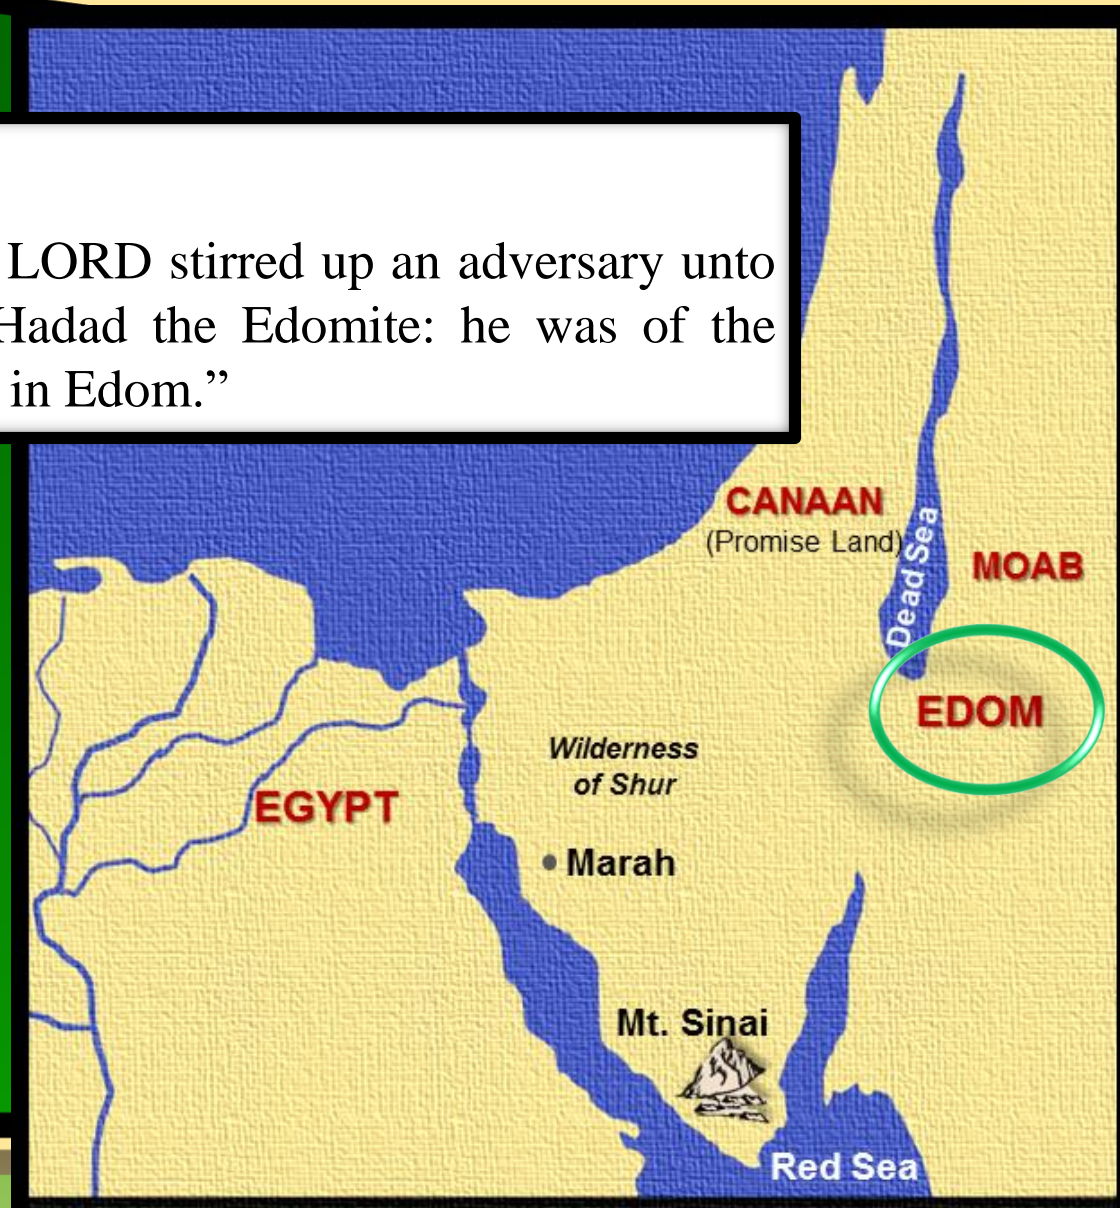 LORD stirred up an adversary unto
Hadad the Edomite: he was of the
in Edom.”
CANAAN
(Promise Land)
Dead Sea
MOAB
EDOM
Wilderness
of Shur
EGYPT
Marah
Mt. Sinai
Red Sea